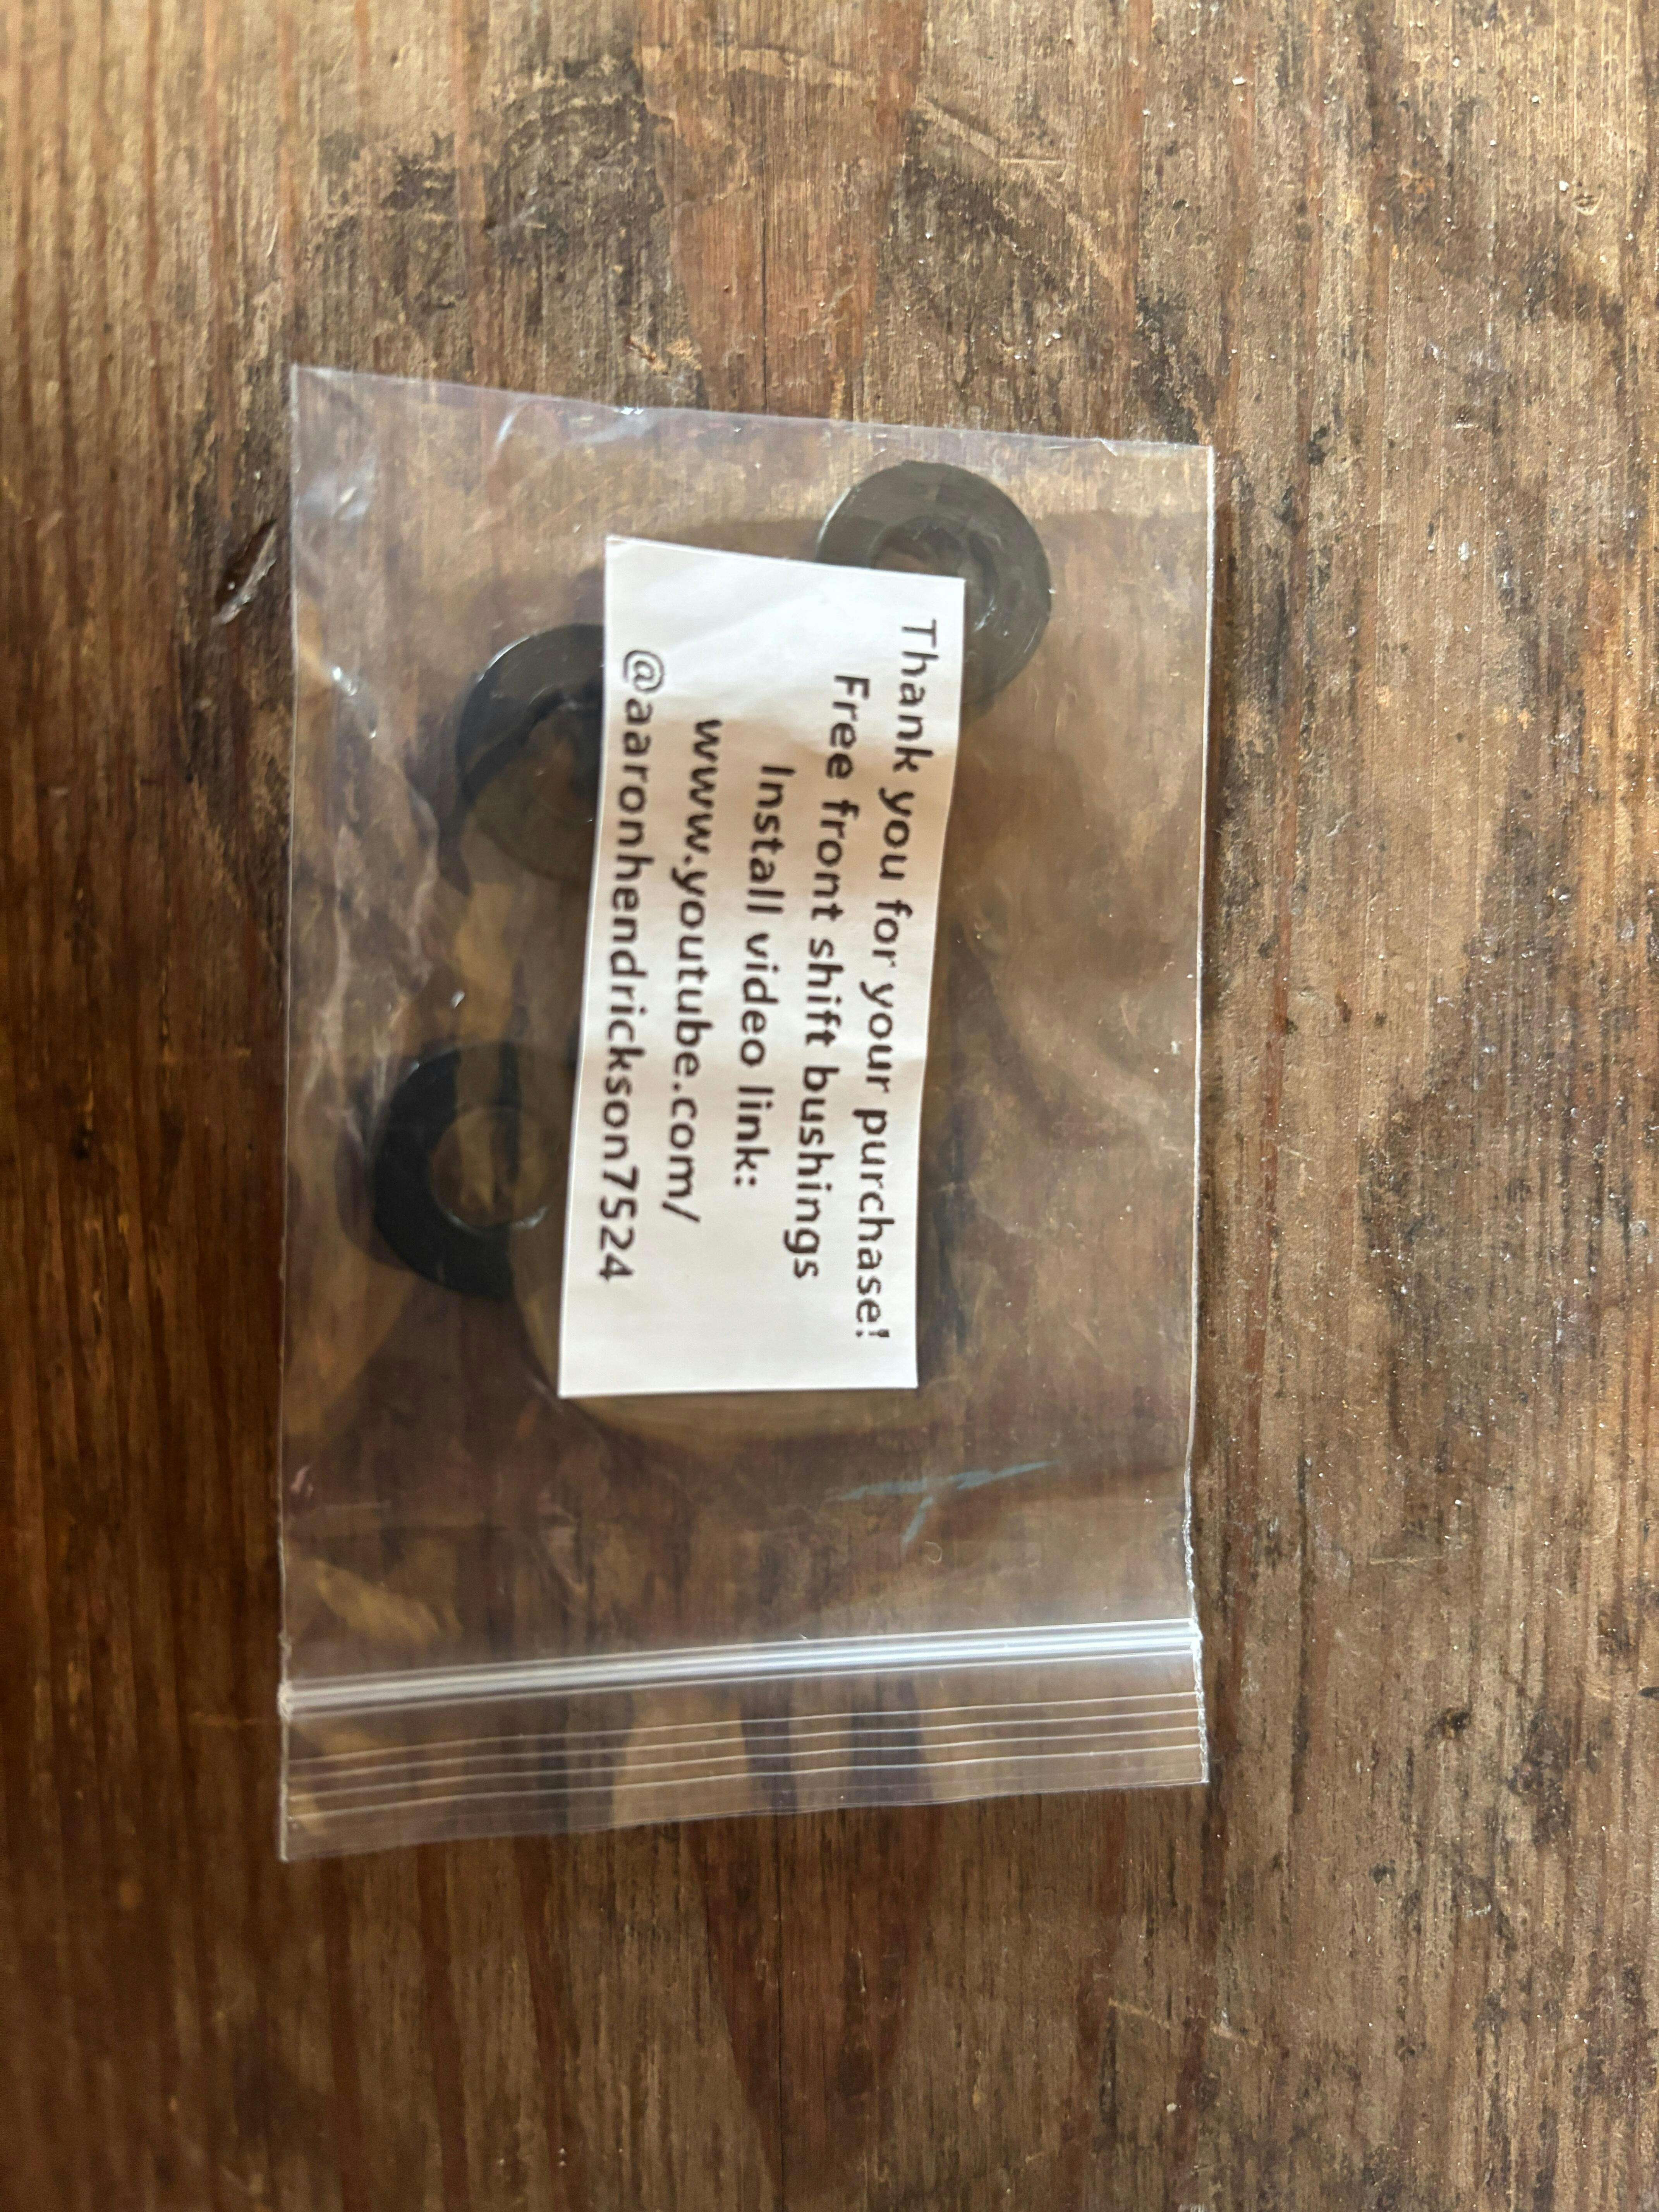 Thank you for your purchase!
Free front shift bushings
Install video link:
www.youtube.com/
@aaronhendrickson7524